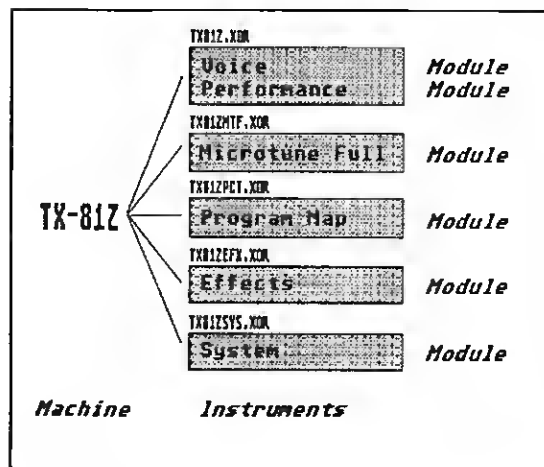 TX81Z.XOR
Voice Module
Performance Module
TX81ZMTF.XOR
Microtune Full Module
TX81ZPCT.XOR
TX-81Z Program Map Module
TX81ZEFX.XOR
Effects Module
TX81ZSYS.XOR
System Module
Machine Instruments